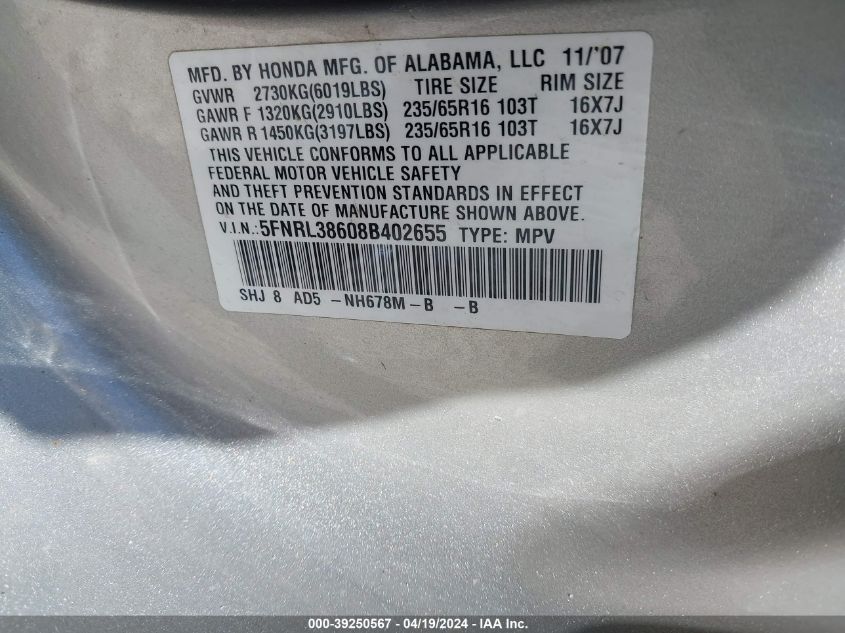 MFD. BY HONDA MFG. OF ALABAMA, LLC 11/'07
GVWR 2730KG(6019LBS) TIRE SIZE RIM SIZE
GAWR F 1320KG(2910LBS) 235/65R16 103T 16X7J
GAWR R 1450KG(3197LBS) 235/65R16 103T 16X7J
THIS VEHICLE CONFORMS TO ALL APPLICABLE
FEDERAL MOTOR VEHICLE SAFETY
AND THEFT PREVENTION STANDARDS IN EFFECT
ON THE DATE OF MANUFACTURE SHOWN ABOVE.
V.I.N.:5FNRL38608B402655 TYPE: MPV
SHJ 8 AD5 -NH678M-B -B
000-39250567 - 04/19/2024 - IAA Inc.